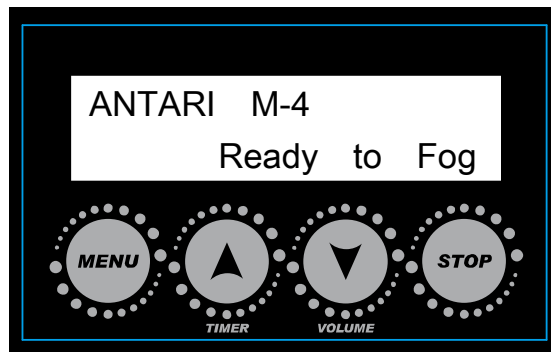 ANTARI M-4
Ready to Fog
MENU
STOP
TIMER
VOLUME